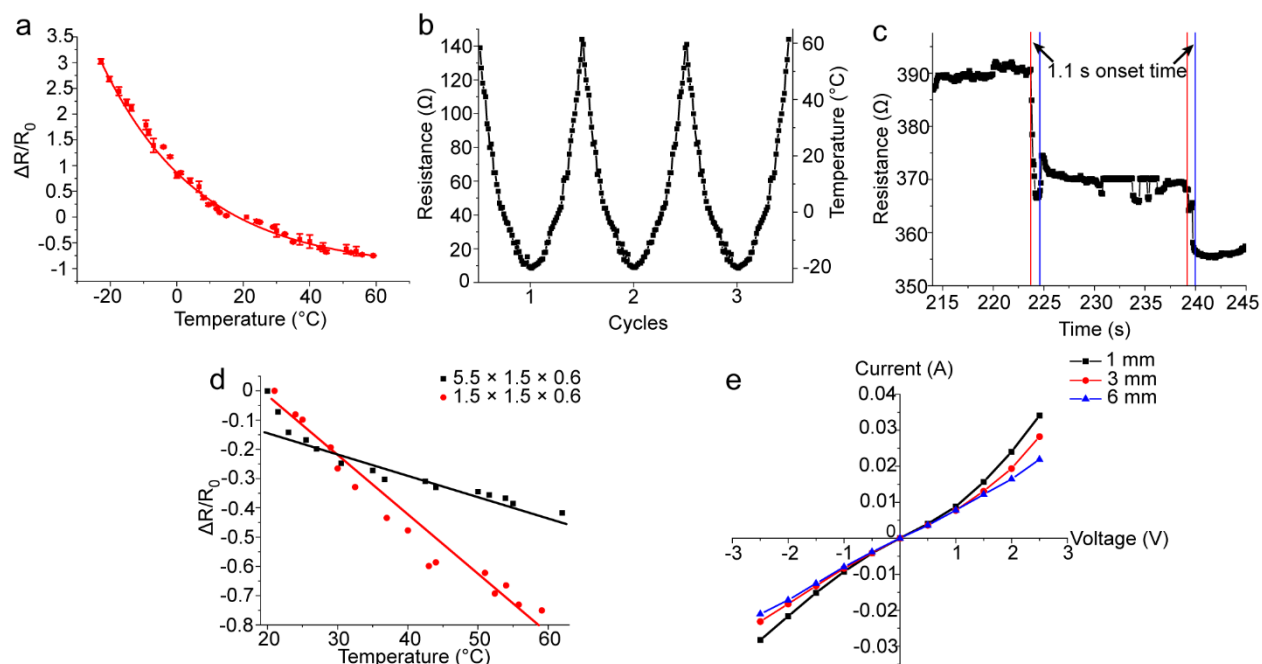 a
ΔR/R0
3.5
3
2.5
2
1.5
1
0.5
0
-0.5
-1
-20 0 20 40 60
Temperature (°C)
b
Resistance (Ω)
140
120
100
80
60
40
20
0
60
40
20
0
-20
Temperature (°C)
1 2 3
Cycles
c
1.1 s onset time
Resistance (Ω)
390
380
370
360
350
215 220 225 230 235 240 245
Time (s)
d
5.5 × 1.5 × 0.6
1.5 × 1.5 × 0.6
ΔR/R0
0
-0.1
-0.2
-0.3
-0.4
-0.5
-0.6
-0.7
-0.8
20 30 40 50 60
Temperature (°C)
e
Current (A)
1 mm
3 mm
6 mm
0.04
0.03
0.02
0.01
Voltage (V)
-3 -2 -1 0 1 2 3
-0.01
-0.02
-0.03